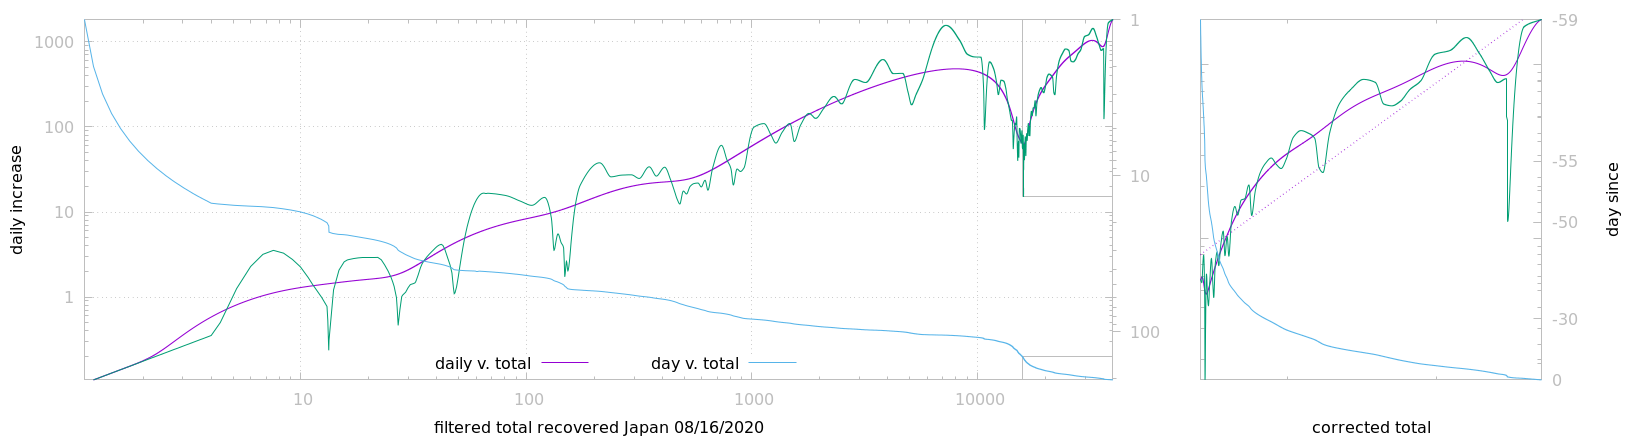 1000
100
10
1
daily increase
daily v. total
day v. total
10
100
1000
10000
filtered total recovered Japan 08/16/2020
1
10
100
-59
-55
-50
-30
0
day since
corrected total